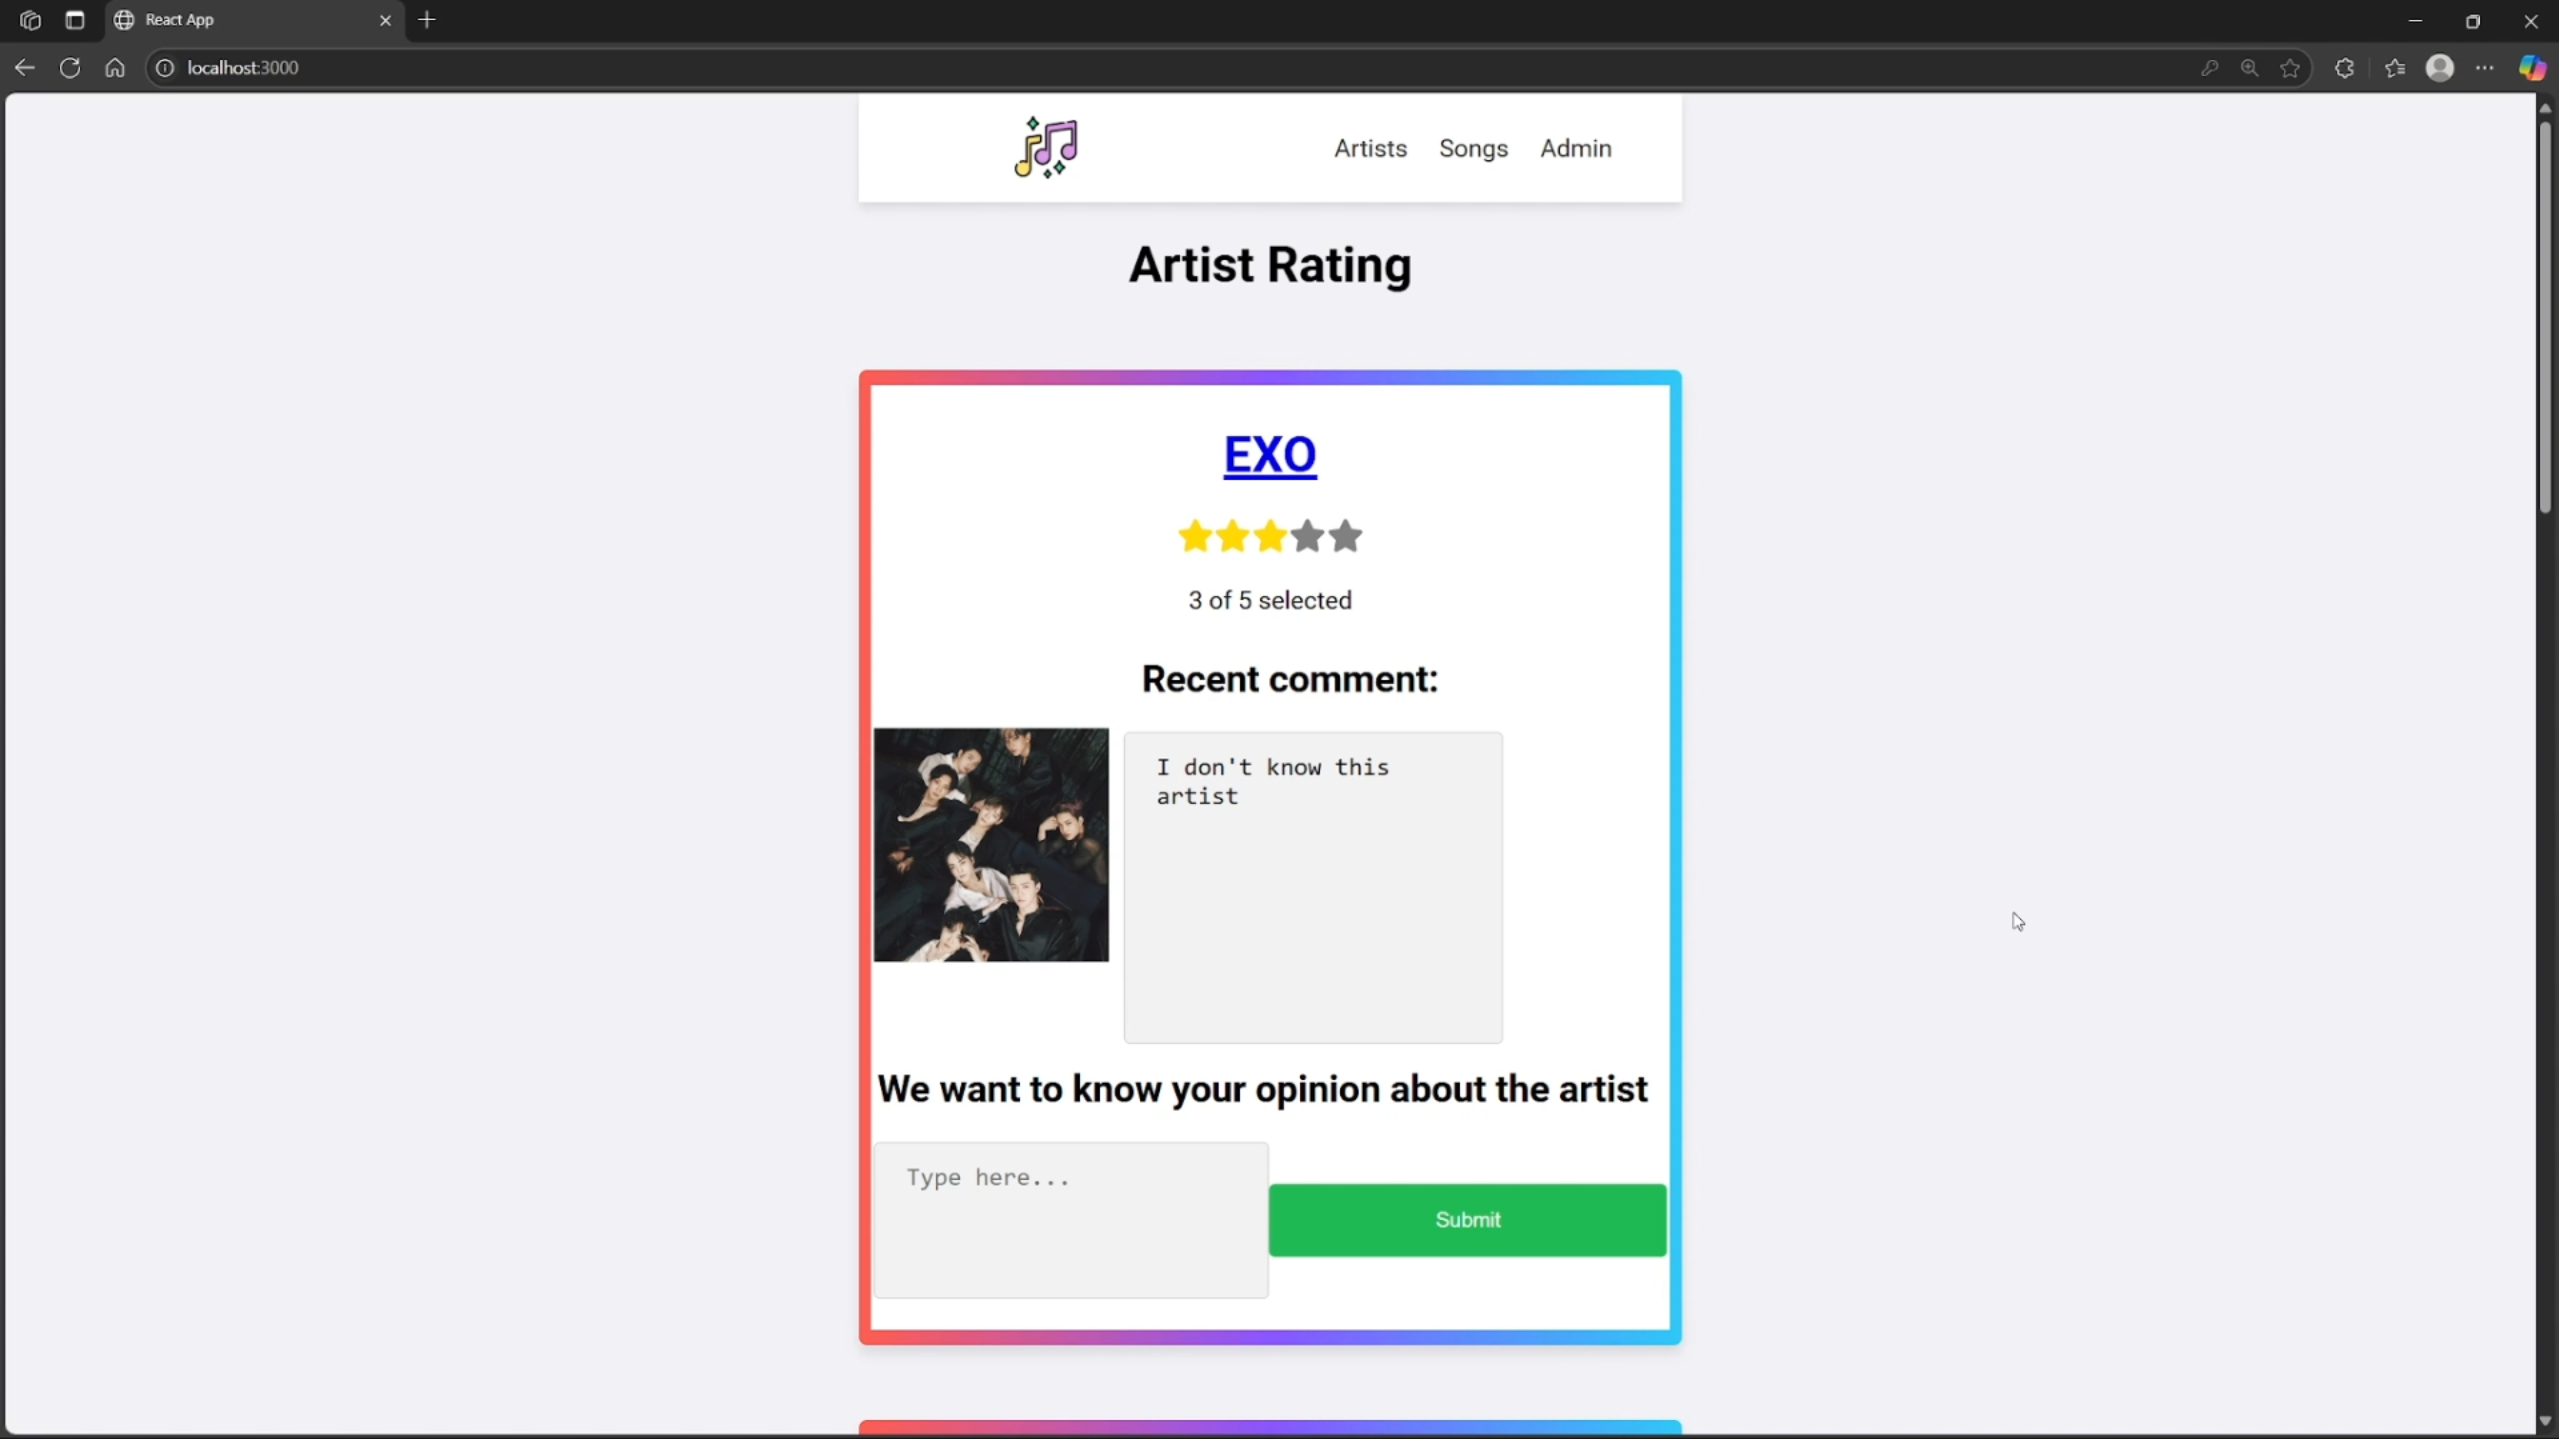 React App
localhost:3000
Artists Songs Admin
Artist Rating
EXO
3 of 5 selected
Recent comment:
I don't know this
artist
We want to know your opinion about the artist
Type here...
Submit